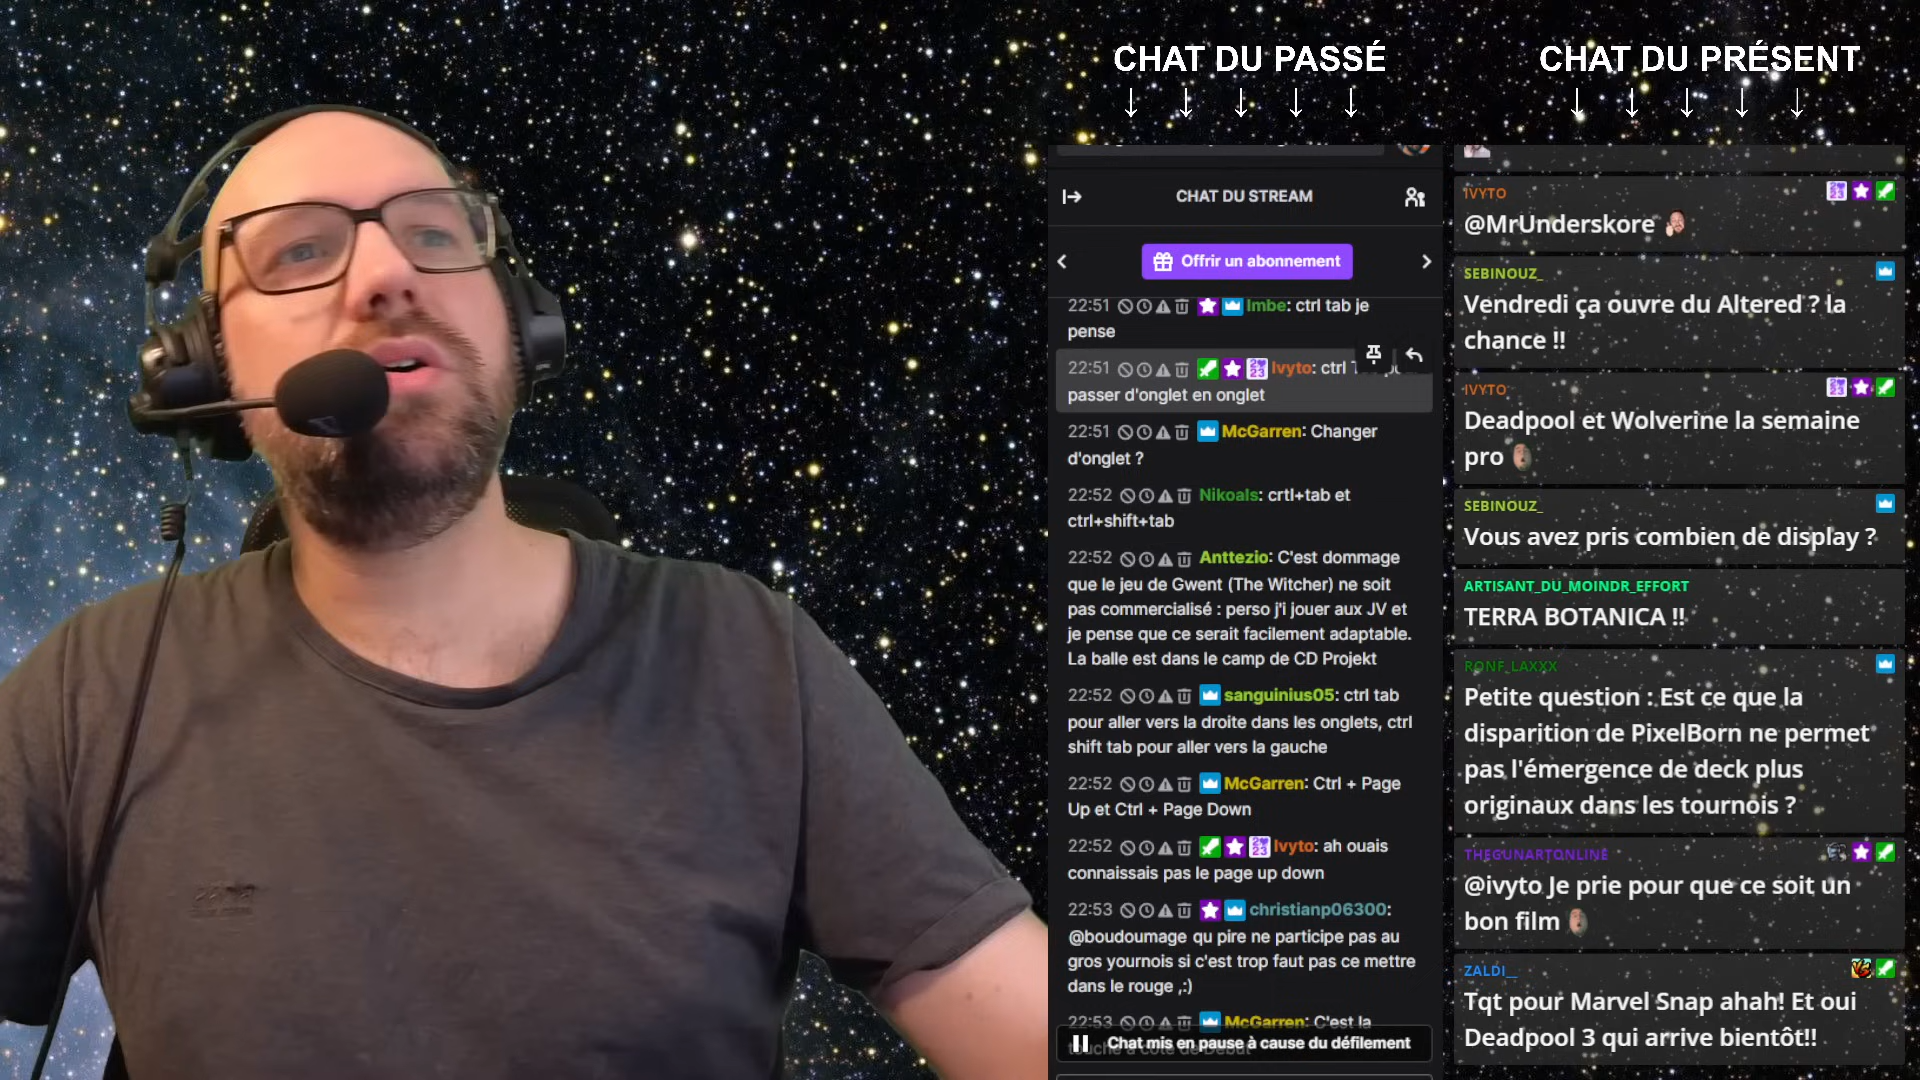 CHAT DU PASSÉ
CHAT DU STREAM
Offrir un abonnement
22:51 Imbe: ctrl tab je
pense
22:51 Ivyto: ctrl
passer d'onglet en onglet
22:51 McGarren: Changer
d'onglet ?
22:52 Nikoals: crtl+tab et
ctrl+shift+tab
22:52 Anttezio: C'est dommage
que le jeu de Gwent (The Witcher) ne soit
pas commercialisé : perso j'i jouer aux JV et
je pense que ce serait facilement adaptable.
La balle est dans le camp de CD Projekt
22:52 sanguinius05: ctrl tab
pour aller vers la droite dans les onglets, ctrl
shift tab pour aller vers la gauche
22:52 McGarren: Ctrl + Page
Up et Ctrl + Page Down
22:52 Ivyto: ah ouais
connaissais pas le page up down
22:53 christianp06300:
@boudoumage qu pire ne participe pas au
gros yournois si c'est trop faut pas ce mettre
dans le rouge ,:)
22:53 McGarren: C'est la
Chat mis en pause à cause du défilement
CHAT DU PRÉSENT
IVYTO
@MrUnderskore
SEBINOUZ_
Vendredi ça ouvre du Altered ? la
chance !!
IVYTO
Deadpool et Wolverine la semaine
pro
SEBINOUZ_
Vous avez pris combien de display ?
ARTISANT_DU_MOINDR_EFFORT
TERRA BOTANICA !!
RONF_LAXXX
Petite question : Est ce que la
disparition de PixelBorn ne permet
pas l'émergence de deck plus
originaux dans les tournois ?
THEGUNARTONLINE
@ivyto Je prie pour que ce soit un
bon film
ZALDI__
Tqt pour Marvel Snap ahah! Et oui
Deadpool 3 qui arrive bientôt!!